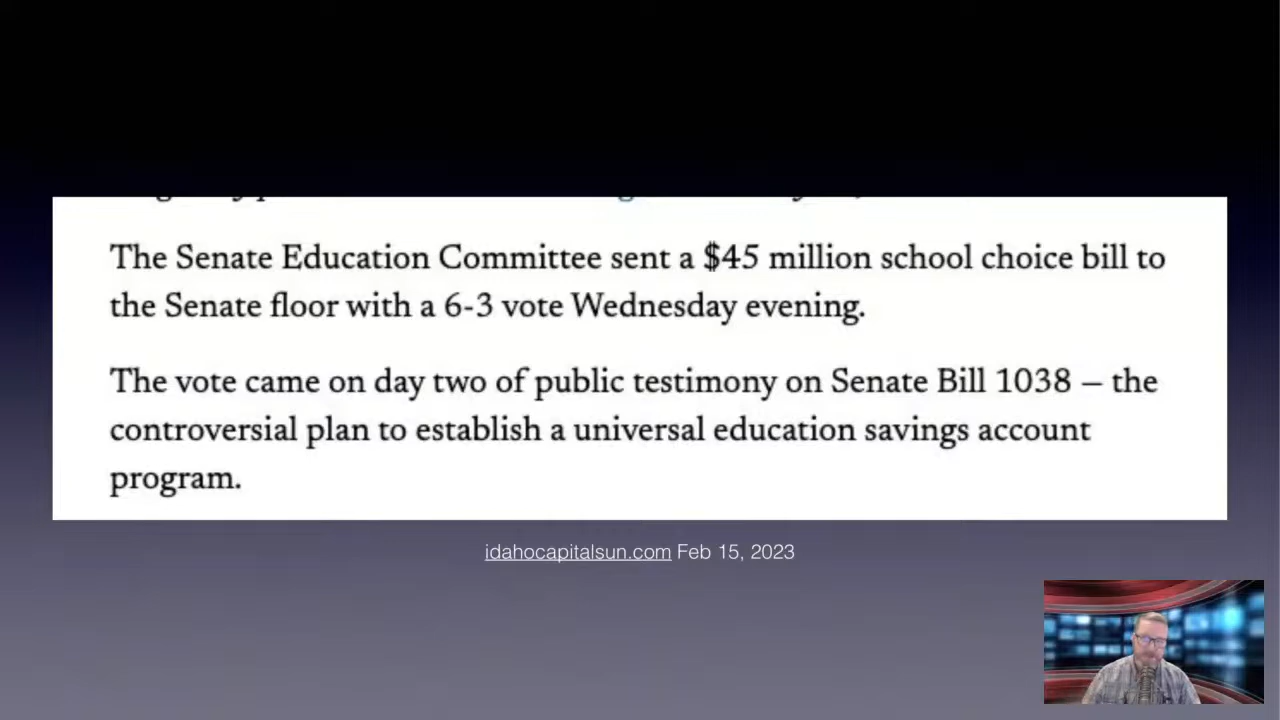 The Senate Education Committee sent a $45 million school choice bill to
the Senate floor with a 6-3 vote Wednesday evening.
The vote came on day two of public testimony on Senate Bill 1038 – the
controversial plan to establish a universal education savings account
program.
idahocapitalsun.com Feb 15, 2023